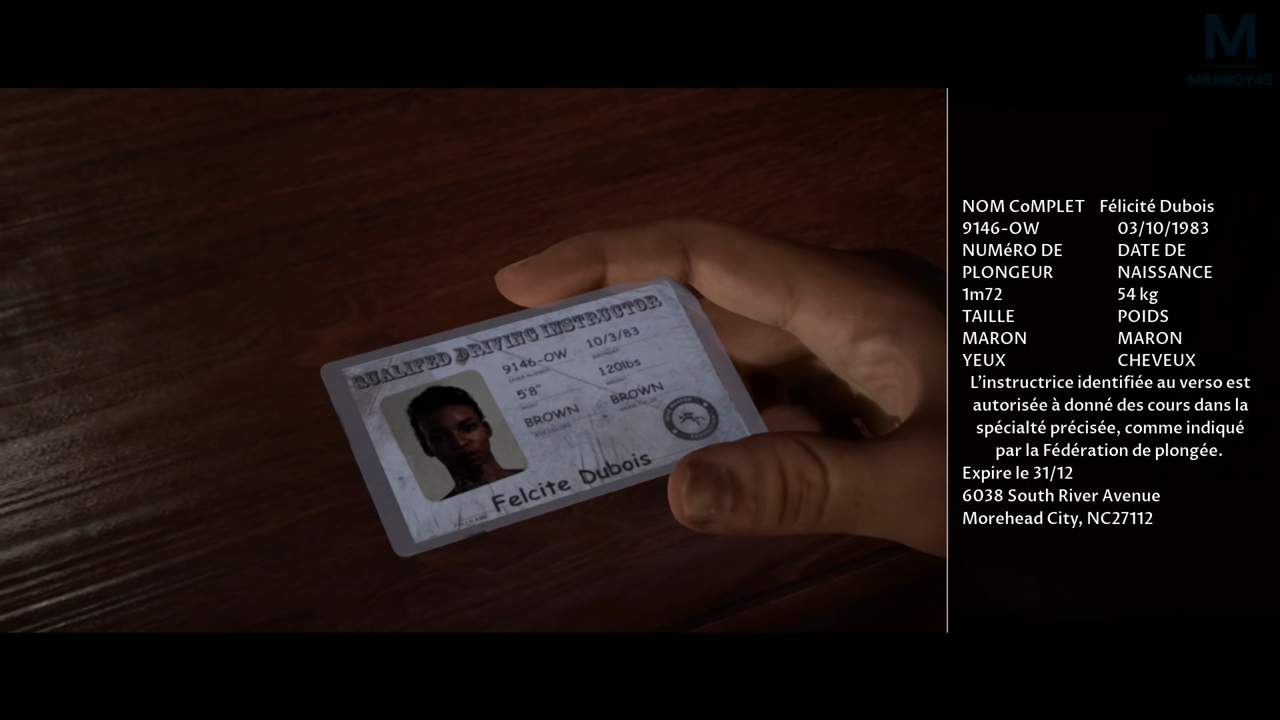 M
MRBBOY45
QUALIFED DRIVING INSTRUCTOR
9146-OW 10/3/83
5'8" 120lbs
BROWN BROWN
Felcite Dubois
NOM CoMPLET Félicité Dubois
9146-OW 03/10/1983
NUMéRO DE DATE DE
PLONGEUR NAISSANCE
1m72 54 kg
TAILLE POIDS
MARON MARON
YEUX CHEVEUX
L'instructrice identifiée au verso est
autorisée à donné des cours dans la
spécialté précisée, comme indiqué
par la Fédération de plongée.
Expire le 31/12
6038 South River Avenue
Morehead City, NC27112